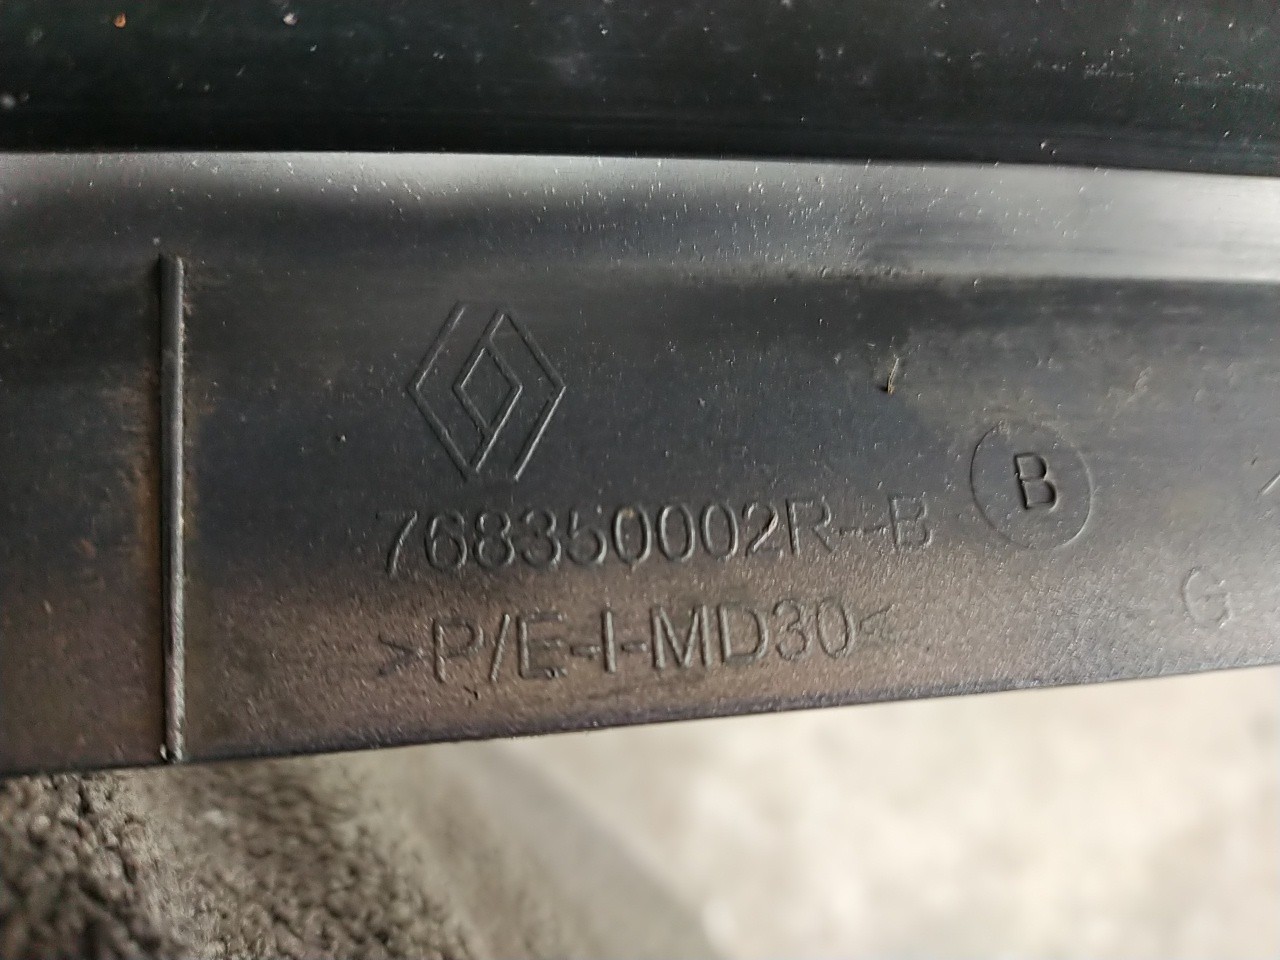 768350002R-B
B
>P/E-I-MD30<
G